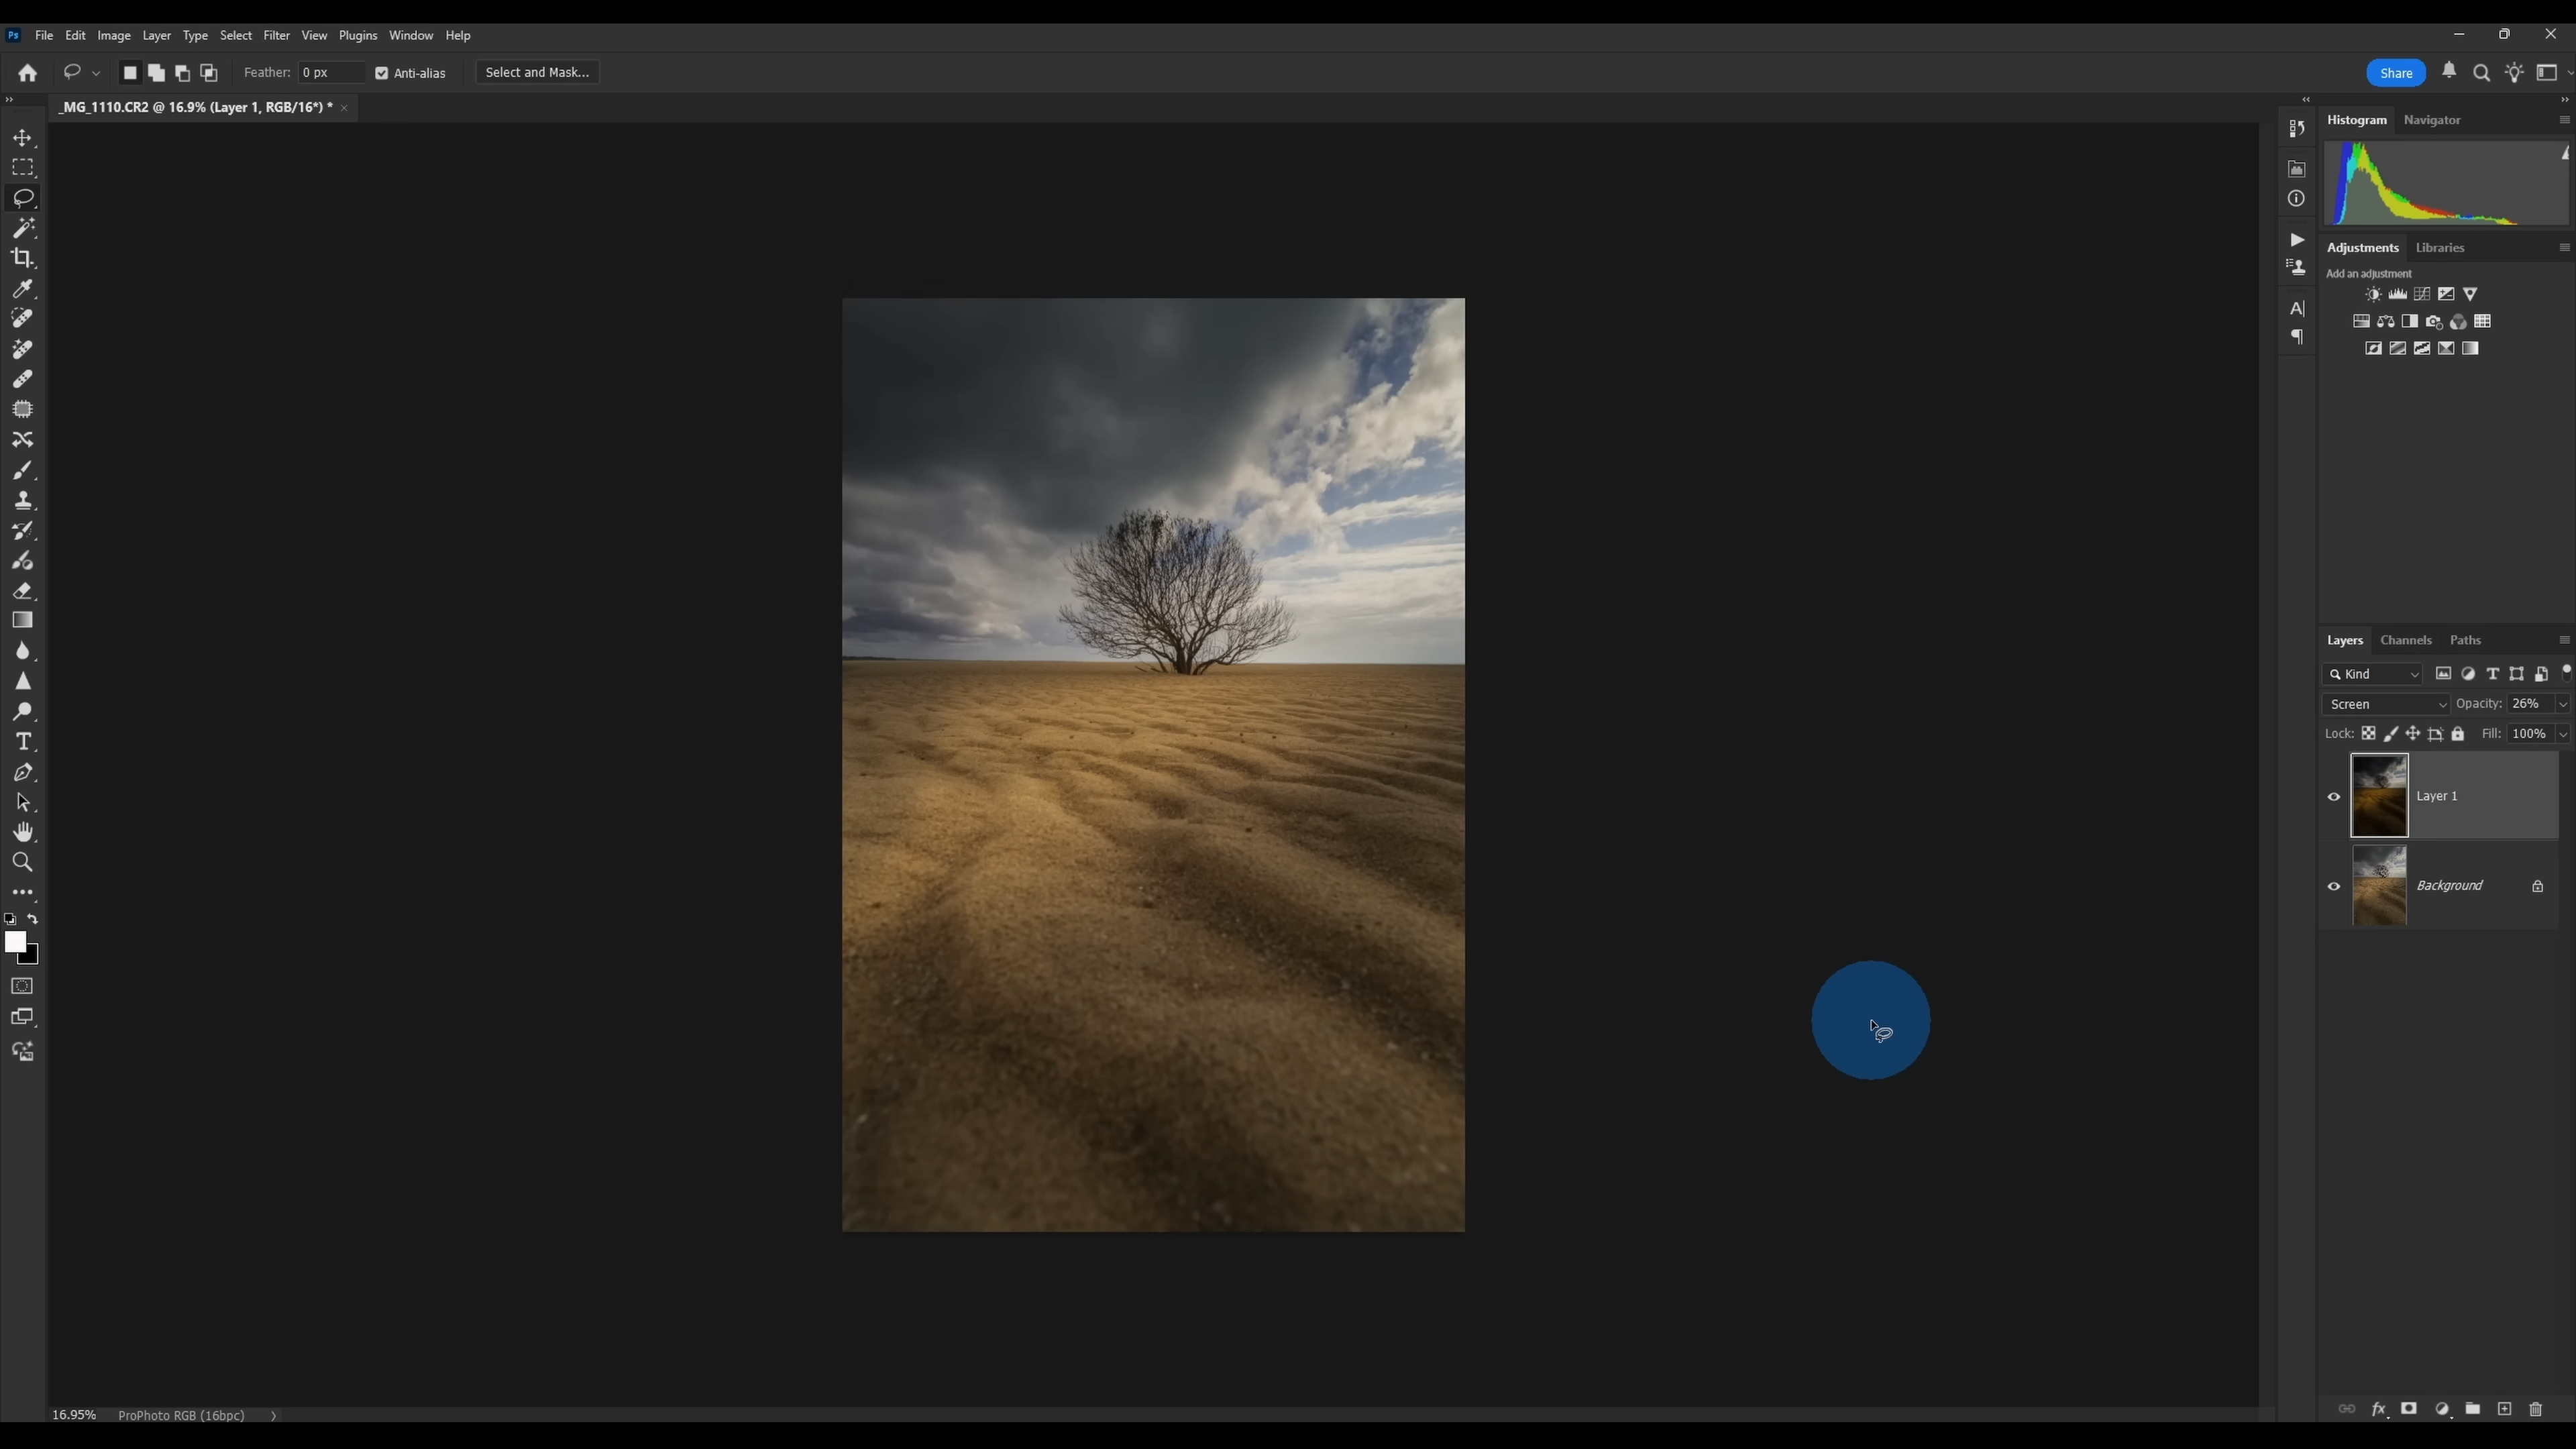 Ps File Edit Image Layer Type Select Filter View Plugins Window Help
Feather: 0 px Anti-alias Select and Mask... Share
_MG_1110.CR2 @ 16.9% (Layer 1, RGB/16*) *
Histogram Navigator
Adjustments Libraries
Add an adjustment
Layers Channels Paths
Kind
Screen Opacity: 26%
Lock: Fill: 100%
Layer 1
Background
16.95% ProPhoto RGB (16bpc)